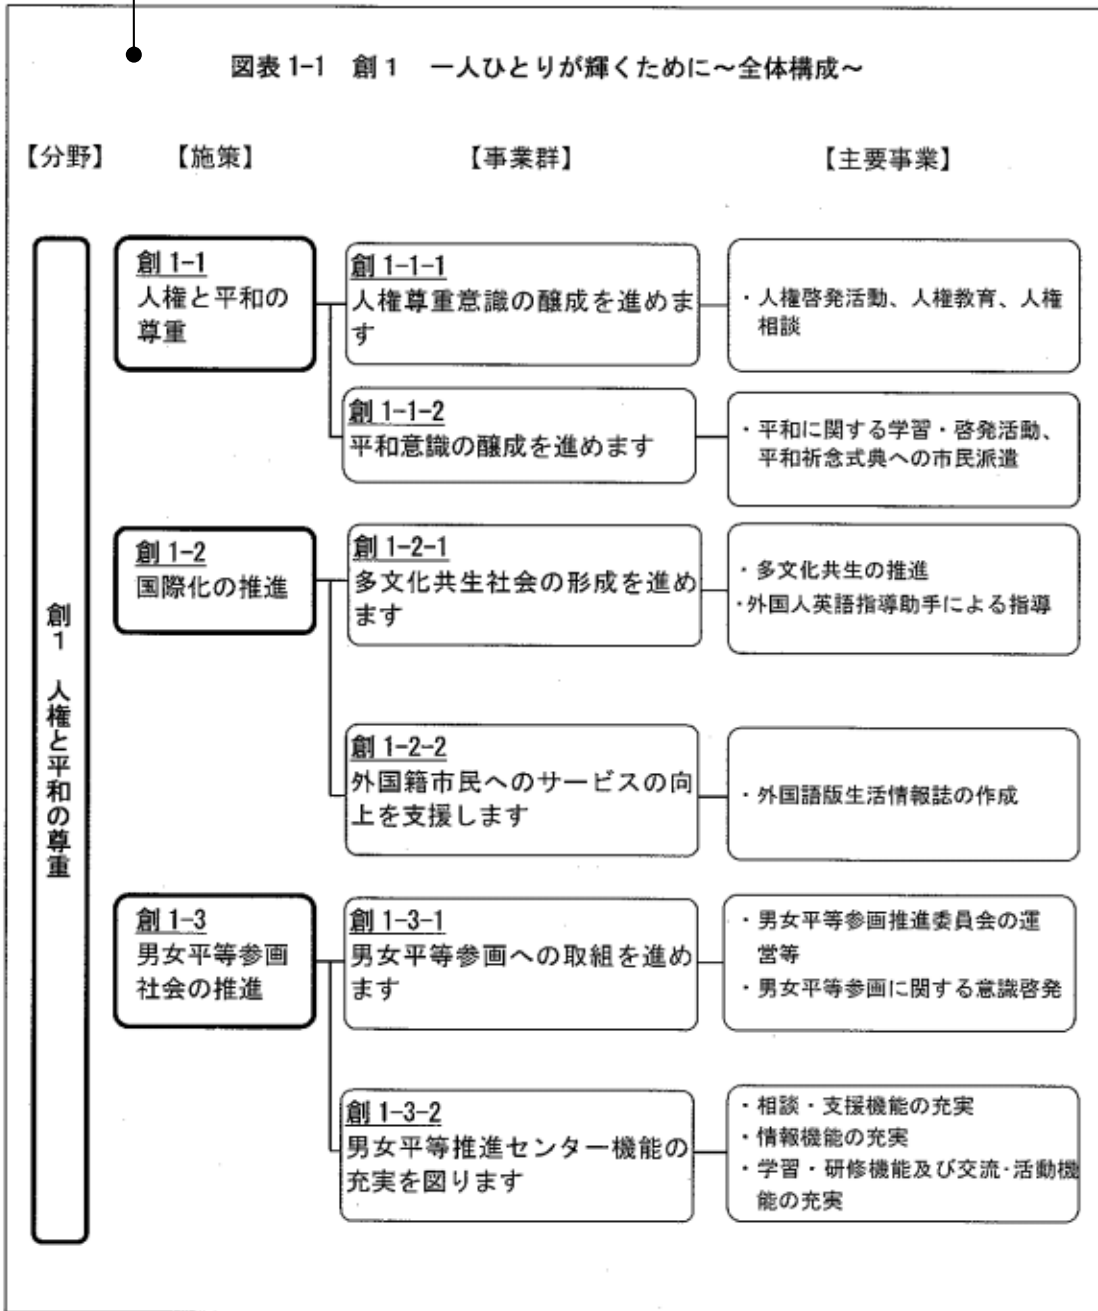 図表 1-1　創 1　一人ひとりが輝くために～全体構成～
【分野】　【施策】　【事業群】　【主要事業】
創1　人権と平和の尊重
創 1-1
人権と平和の
尊重
創 1-1-1
人権尊重意識の醸成を進めま
す
・人権啓発活動、人権教育、人権
相談
創 1-1-2
平和意識の醸成を進めます
・平和に関する学習・啓発活動、
平和祈念式典への市民派遣
創 1-2
国際化の推進
創 1-2-1
多文化共生社会の形成を進め
ます
・多文化共生の推進
・外国人英語指導助手による指導
創 1-2-2
外国籍市民へのサービスの向
上を支援します
・外国語版生活情報誌の作成
創 1-3
男女平等参画
社会の推進
創 1-3-1
男女平等参画への取組を進め
ます
・男女平等参画推進委員会の運
営等
・男女平等参画に関する意識啓発
創 1-3-2
男女平等推進センター機能の
充実を図ります
・相談・支援機能の充実
・情報機能の充実
・学習・研修機能及び交流・活動機
能の充実